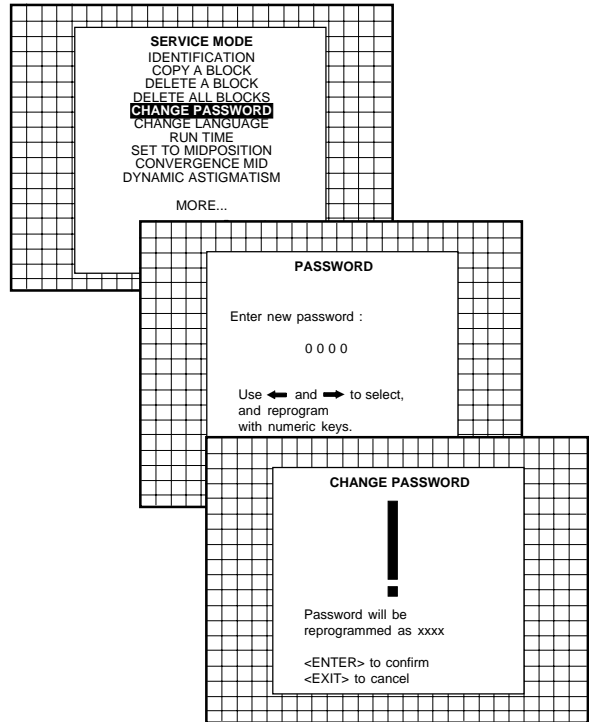 SERVICE MODE
IDENTIFICATION
COPY A BLOCK
DELETE A BLOCK
DELETE ALL BLOCKS
CHANGE PASSWORD
CHANGE LANGUAGE
RUN TIME
SET TO MIDPOSITION
CONVERGENCE MID
DYNAMIC ASTIGMATISM
MORE...
PASSWORD
Enter new password :
0 0 0 0
Use ← and → to select,
and reprogram
with numeric keys.
CHANGE PASSWORD
!
Password will be
reprogrammed as xxxx
<ENTER> to confirm
<EXIT> to cancel